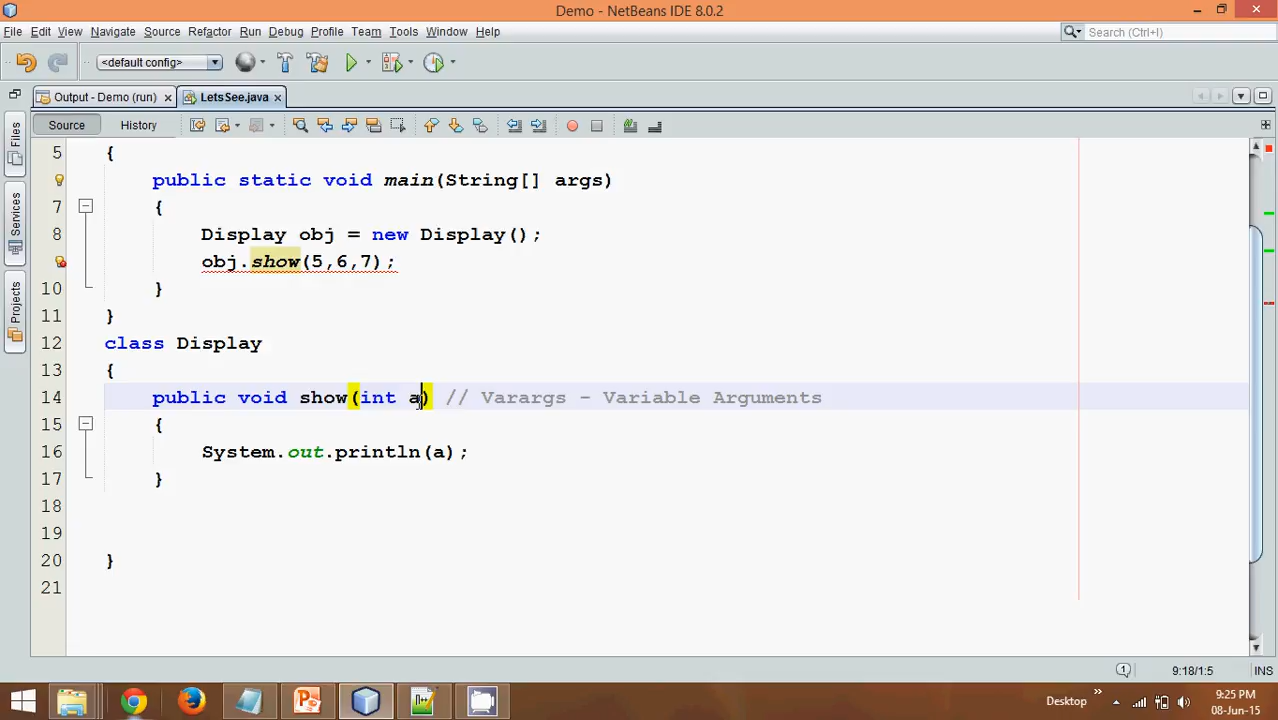 Demo - NetBeans IDE 8.0.2
File Edit View Navigate Source Refactor Run Debug Profile Team Tools Window Help
Search (Ctrl+I)
<default config>
Output - Demo (run) × LetsSee.java ×
Source History
Files
Services
Projects
5 {
public static void main(String[] args)
7 {
8 Display obj = new Display();
obj.show(5,6,7);
10 }
11 }
12 class Display
13 {
14 public void show(int a) // Varargs - Variable Arguments
15 {
16 System.out.println(a);
17 }
18
19
20 }
21
1 9:18/1:5 INS
Desktop » 9:25 PM
08-Jun-15